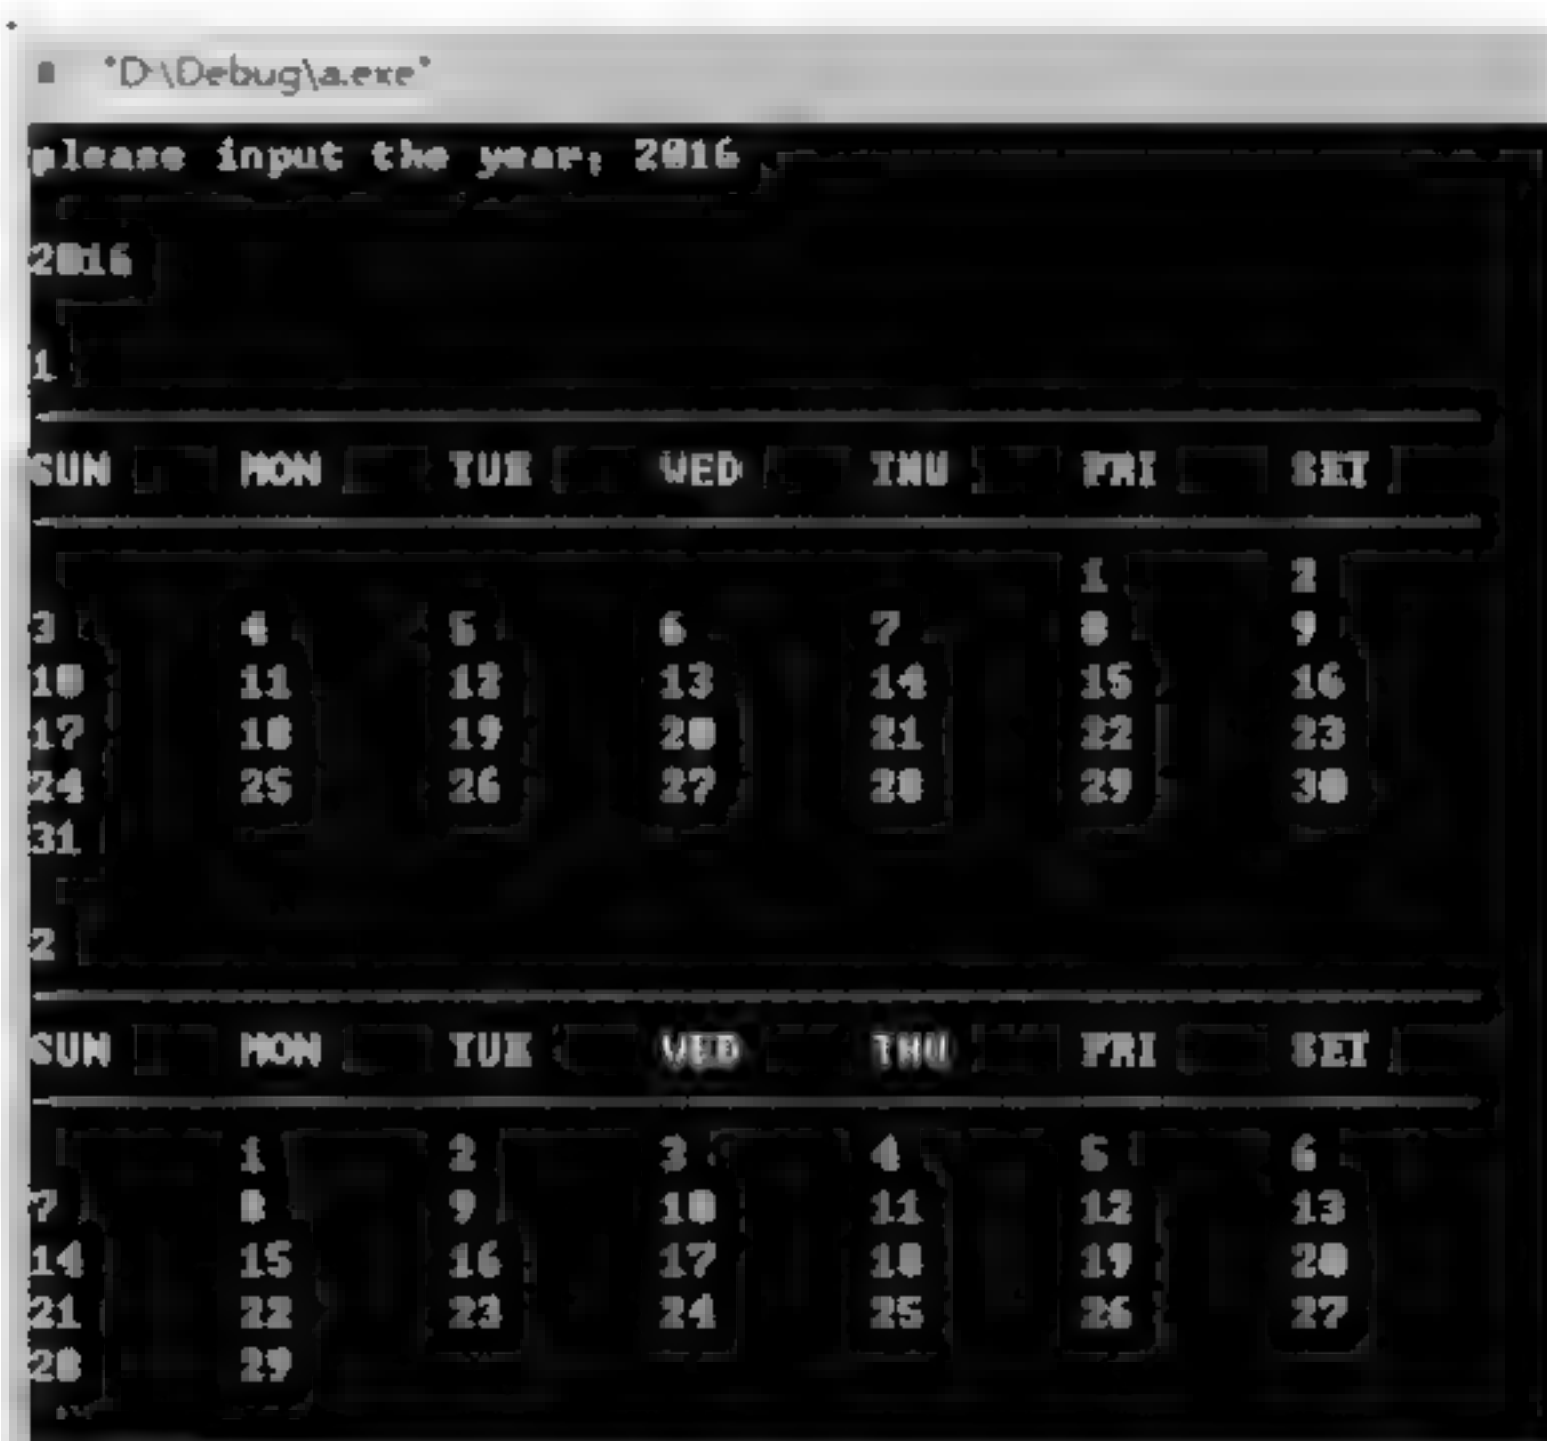 "D:\Debug\a.exe"
please input the year: 2016
2016
1
SUN MON TUE WED THU FRI SET
1 2
3 4 5 6 7 8 9
10 11 12 13 14 15 16
17 18 19 20 21 22 23
24 25 26 27 28 29 30
31
2
SUN MON TUE WED THU FRI SET
1 2 3 4 5 6
7 8 9 10 11 12 13
14 15 16 17 18 19 20
21 22 23 24 25 26 27
28 29